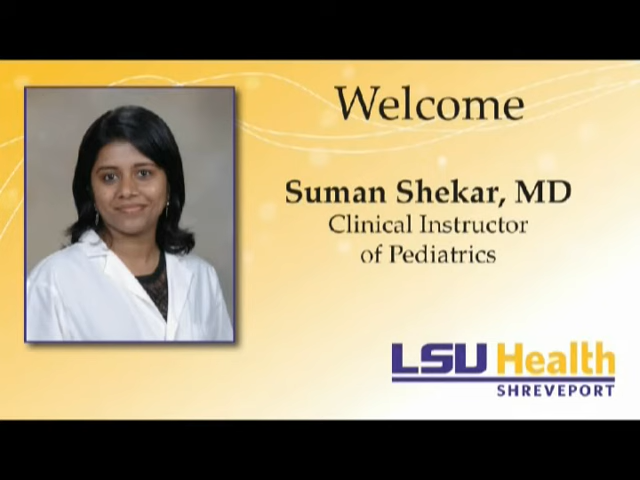 Welcome
Suman Shekar, MD
Clinical Instructor
of Pediatrics
LSU Health
SHREVEPORT